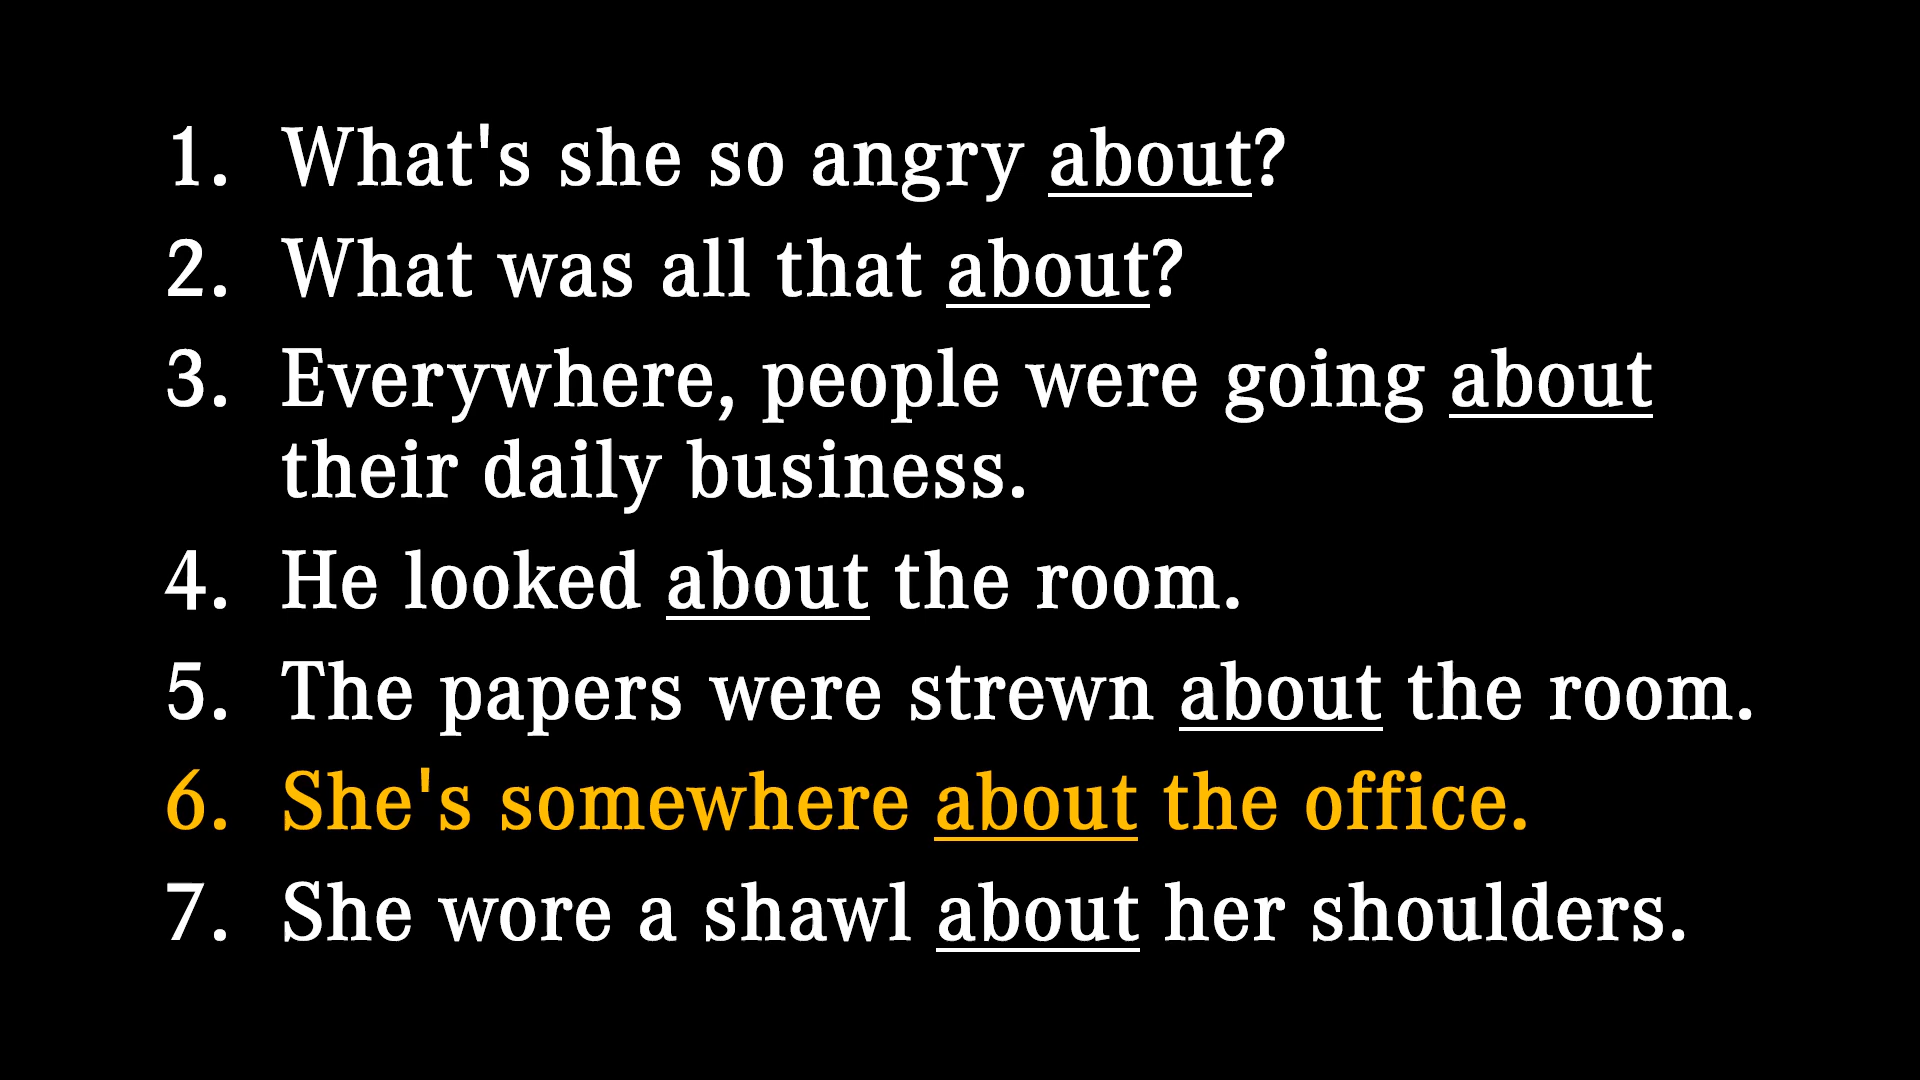 1. What's she so angry about?
2. What was all that about?
3. Everywhere, people were going about
their daily business.
4. He looked about the room.
5. The papers were strewn about the room.
6. She's somewhere about the office.
7. She wore a shawl about her shoulders.